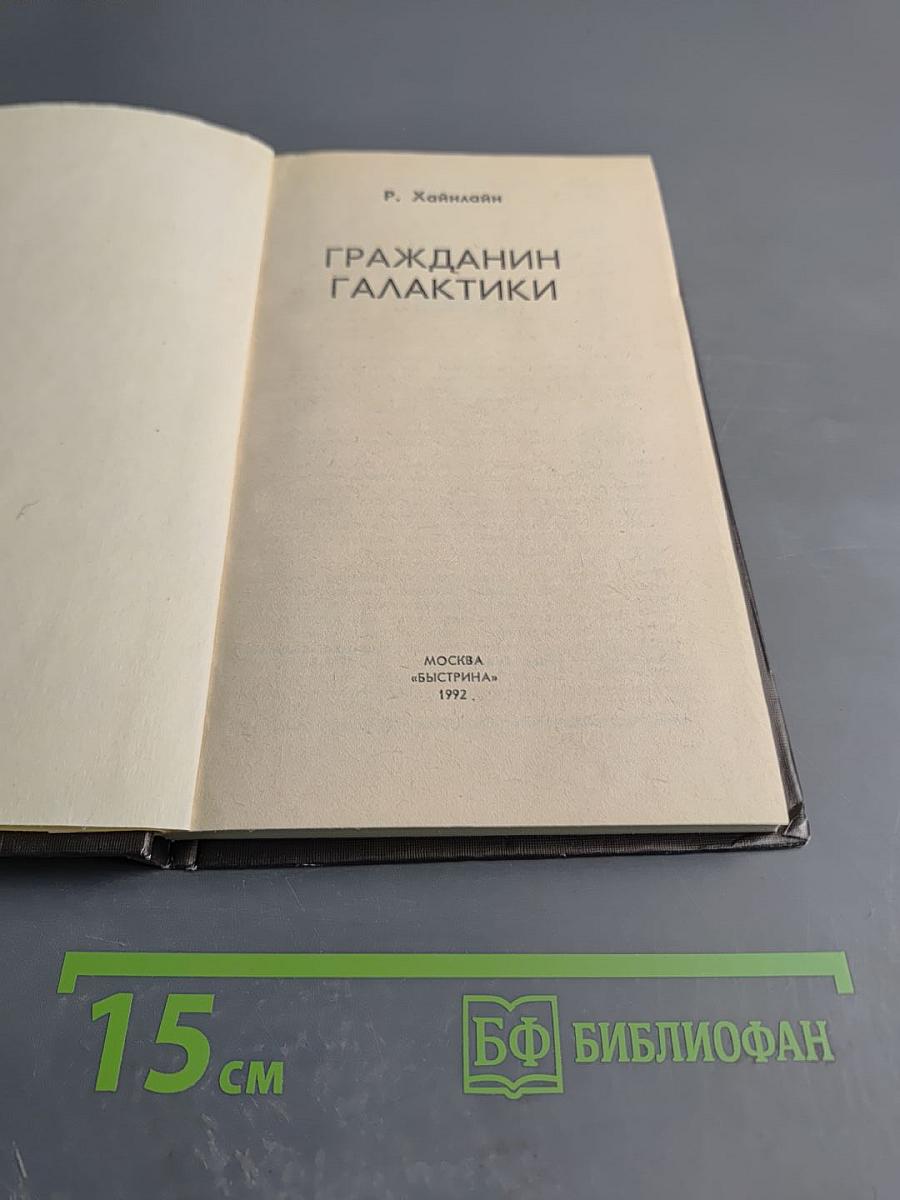 Р. Хайнлайн
ГРАЖДАНИН
ГАЛАКТИКИ
МОСКВА
«БЫСТРИНА»
1992
15 см
БФ БИБЛИОФАН